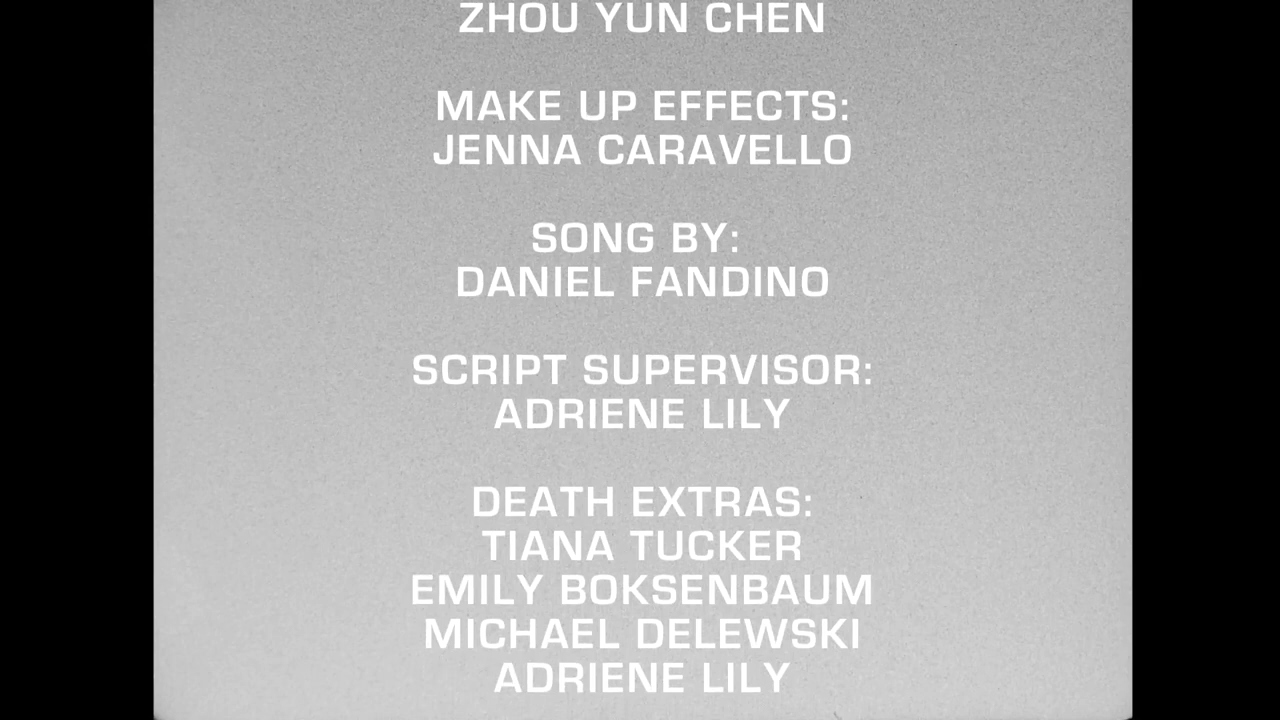 ZHOU YUN CHEN
MAKE UP EFFECTS:
JENNA CARAVELLO
SONG BY:
DANIEL FANDINO
SCRIPT SUPERVISOR:
ADRIENE LILY
DEATH EXTRAS:
TIANA TUCKER
EMILY BOKSENBAUM
MICHAEL DELEWSKI
ADRIENE LILY